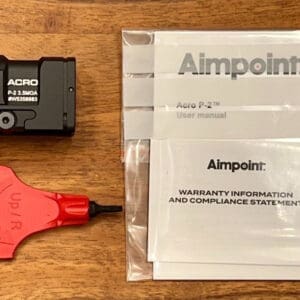 ACRO
P-2 3.5MOA
Aimpoint
Acro P-2™
User manual
Aimpoint
WARRANTY INFORMATION
AND COMPLIANCE STATEMENT
Up / R